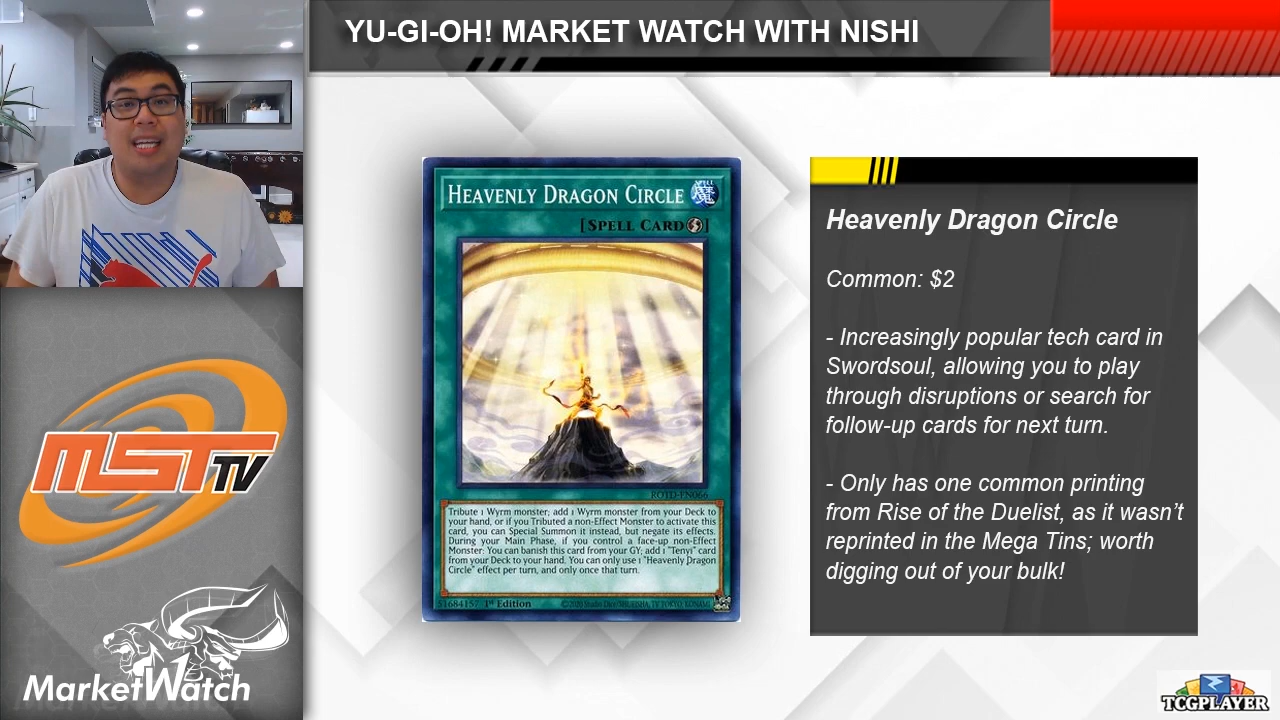 YU-GI-OH! MARKET WATCH WITH NISHI
HEAVENLY DRAGON CIRCLE
[SPELL CARD]
ROTD-EN066
Tribute 1 Wyrm monster; add 1 Wyrm monster from your Deck to
your hand, or if you Tributed a non-Effect Monster to activate this
card, you can Special Summon it instead, but negate its effects.
During your Main Phase, if you control a face-up non-Effect
Monster: You can banish this card from your GY; add 1 "Tenyi" card
from your Deck to your hand. You can only use 1 "Heavenly Dragon
Circle" effect per turn, and only once that turn.
51684157 1st Edition
Heavenly Dragon Circle
Common: $2
- Increasingly popular tech card in
Swordsoul, allowing you to play
through disruptions or search for
follow-up cards for next turn.
- Only has one common printing
from Rise of the Duelist, as it wasn’t
reprinted in the Mega Tins; worth
digging out of your bulk!
MST TV
MarketWatch
TCGPLAYER